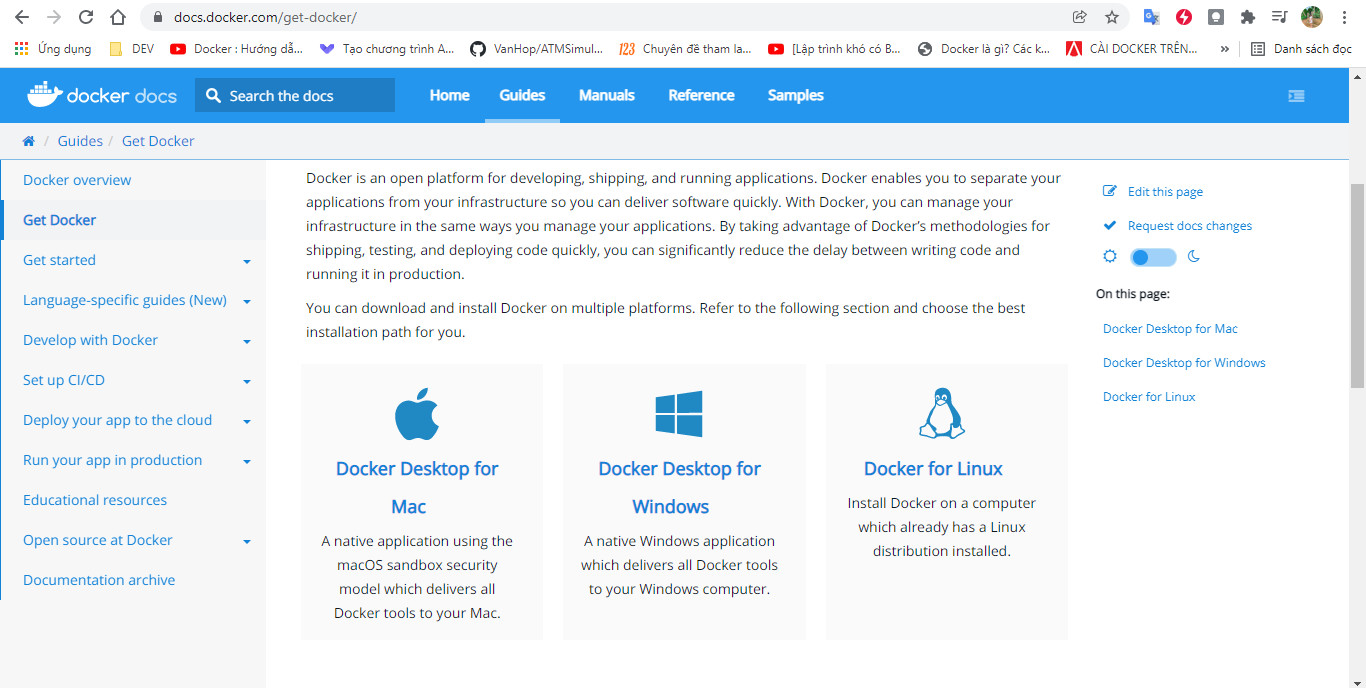 docs.docker.com/get-docker/
Ứng dụng
DEV
Docker : Hướng dẫ...
Tạo chương trình A...
VanHop/ATMSimul...
123 Chuyên đề tham la...
[Lập trình khó có B...
Docker là gì? Các k...
CÀI DOCKER TRÊN...
»
Danh sách đọc
docker docs
Search the docs
Home
Guides
Manuals
Reference
Samples
/ Guides / Get Docker
Docker overview
Get Docker
Get started
Language-specific guides (New)
Develop with Docker
Set up CI/CD
Deploy your app to the cloud
Run your app in production
Educational resources
Open source at Docker
Documentation archive
Docker is an open platform for developing, shipping, and running applications. Docker enables you to separate your
applications from your infrastructure so you can deliver software quickly. With Docker, you can manage your
infrastructure in the same ways you manage your applications. By taking advantage of Docker’s methodologies for
shipping, testing, and deploying code quickly, you can significantly reduce the delay between writing code and
running it in production.
You can download and install Docker on multiple platforms. Refer to the following section and choose the best
installation path for you.
Docker Desktop for
Mac
A native application using the
macOS sandbox security
model which delivers all
Docker tools to your Mac.
Docker Desktop for
Windows
A native Windows application
which delivers all Docker tools
to your Windows computer.
Docker for Linux
Install Docker on a computer
which already has a Linux
distribution installed.
Edit this page
Request docs changes
On this page:
Docker Desktop for Mac
Docker Desktop for Windows
Docker for Linux